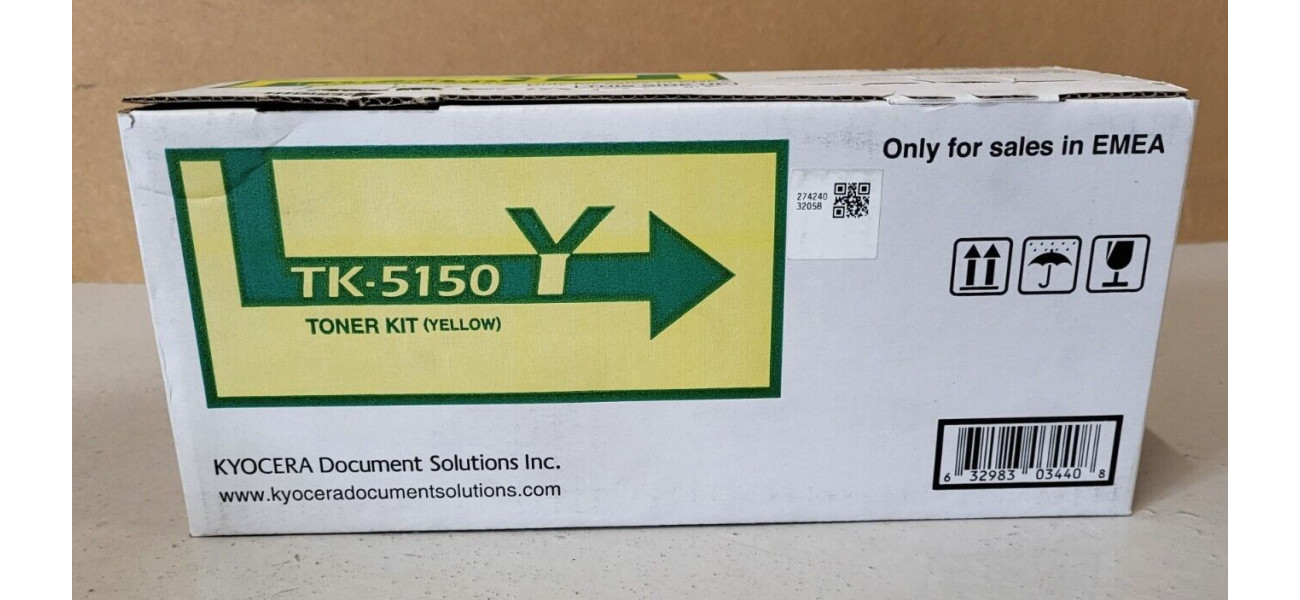 Only for sales in EMEA
274240
32058
Y
TK-5150
TONER KIT (YELLOW)
KYOCERA Document Solutions Inc.
www.kyoceradocumentsolutions.com
6 32983 03440 8